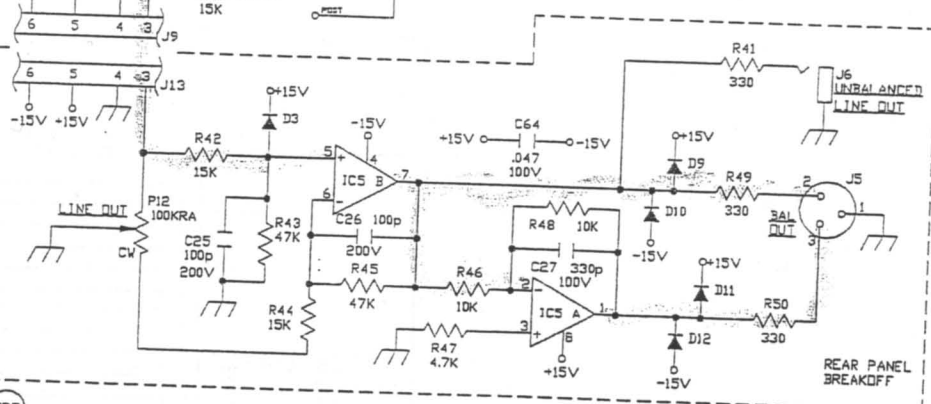 15K
POST
6 5 4 3
J9
6 5 4 3
J13
-15V +15V
+15V
D3
R42
15K
-15V
4
5
+
IC5 B
7
6
-
P12
100KRA
LINE OUT
CW
C25
100p
200V
R43
47K
C26 100p
200V
R45
47K
R44
15K
+15V
C64
-15V
.047
100V
R41
330
J6
UNBALANCED
LINE OUT
+15V
D9
D10
-15V
R49
330
2
J5
1
BAL
OUT
3
R48
10K
C27 330p
100V
R46
10K
2
-
IC5 A
1
3
+
8
+15V
R47
4.7K
+15V
D11
D12
-15V
R50
330
REAR PANEL
BREAKOFF